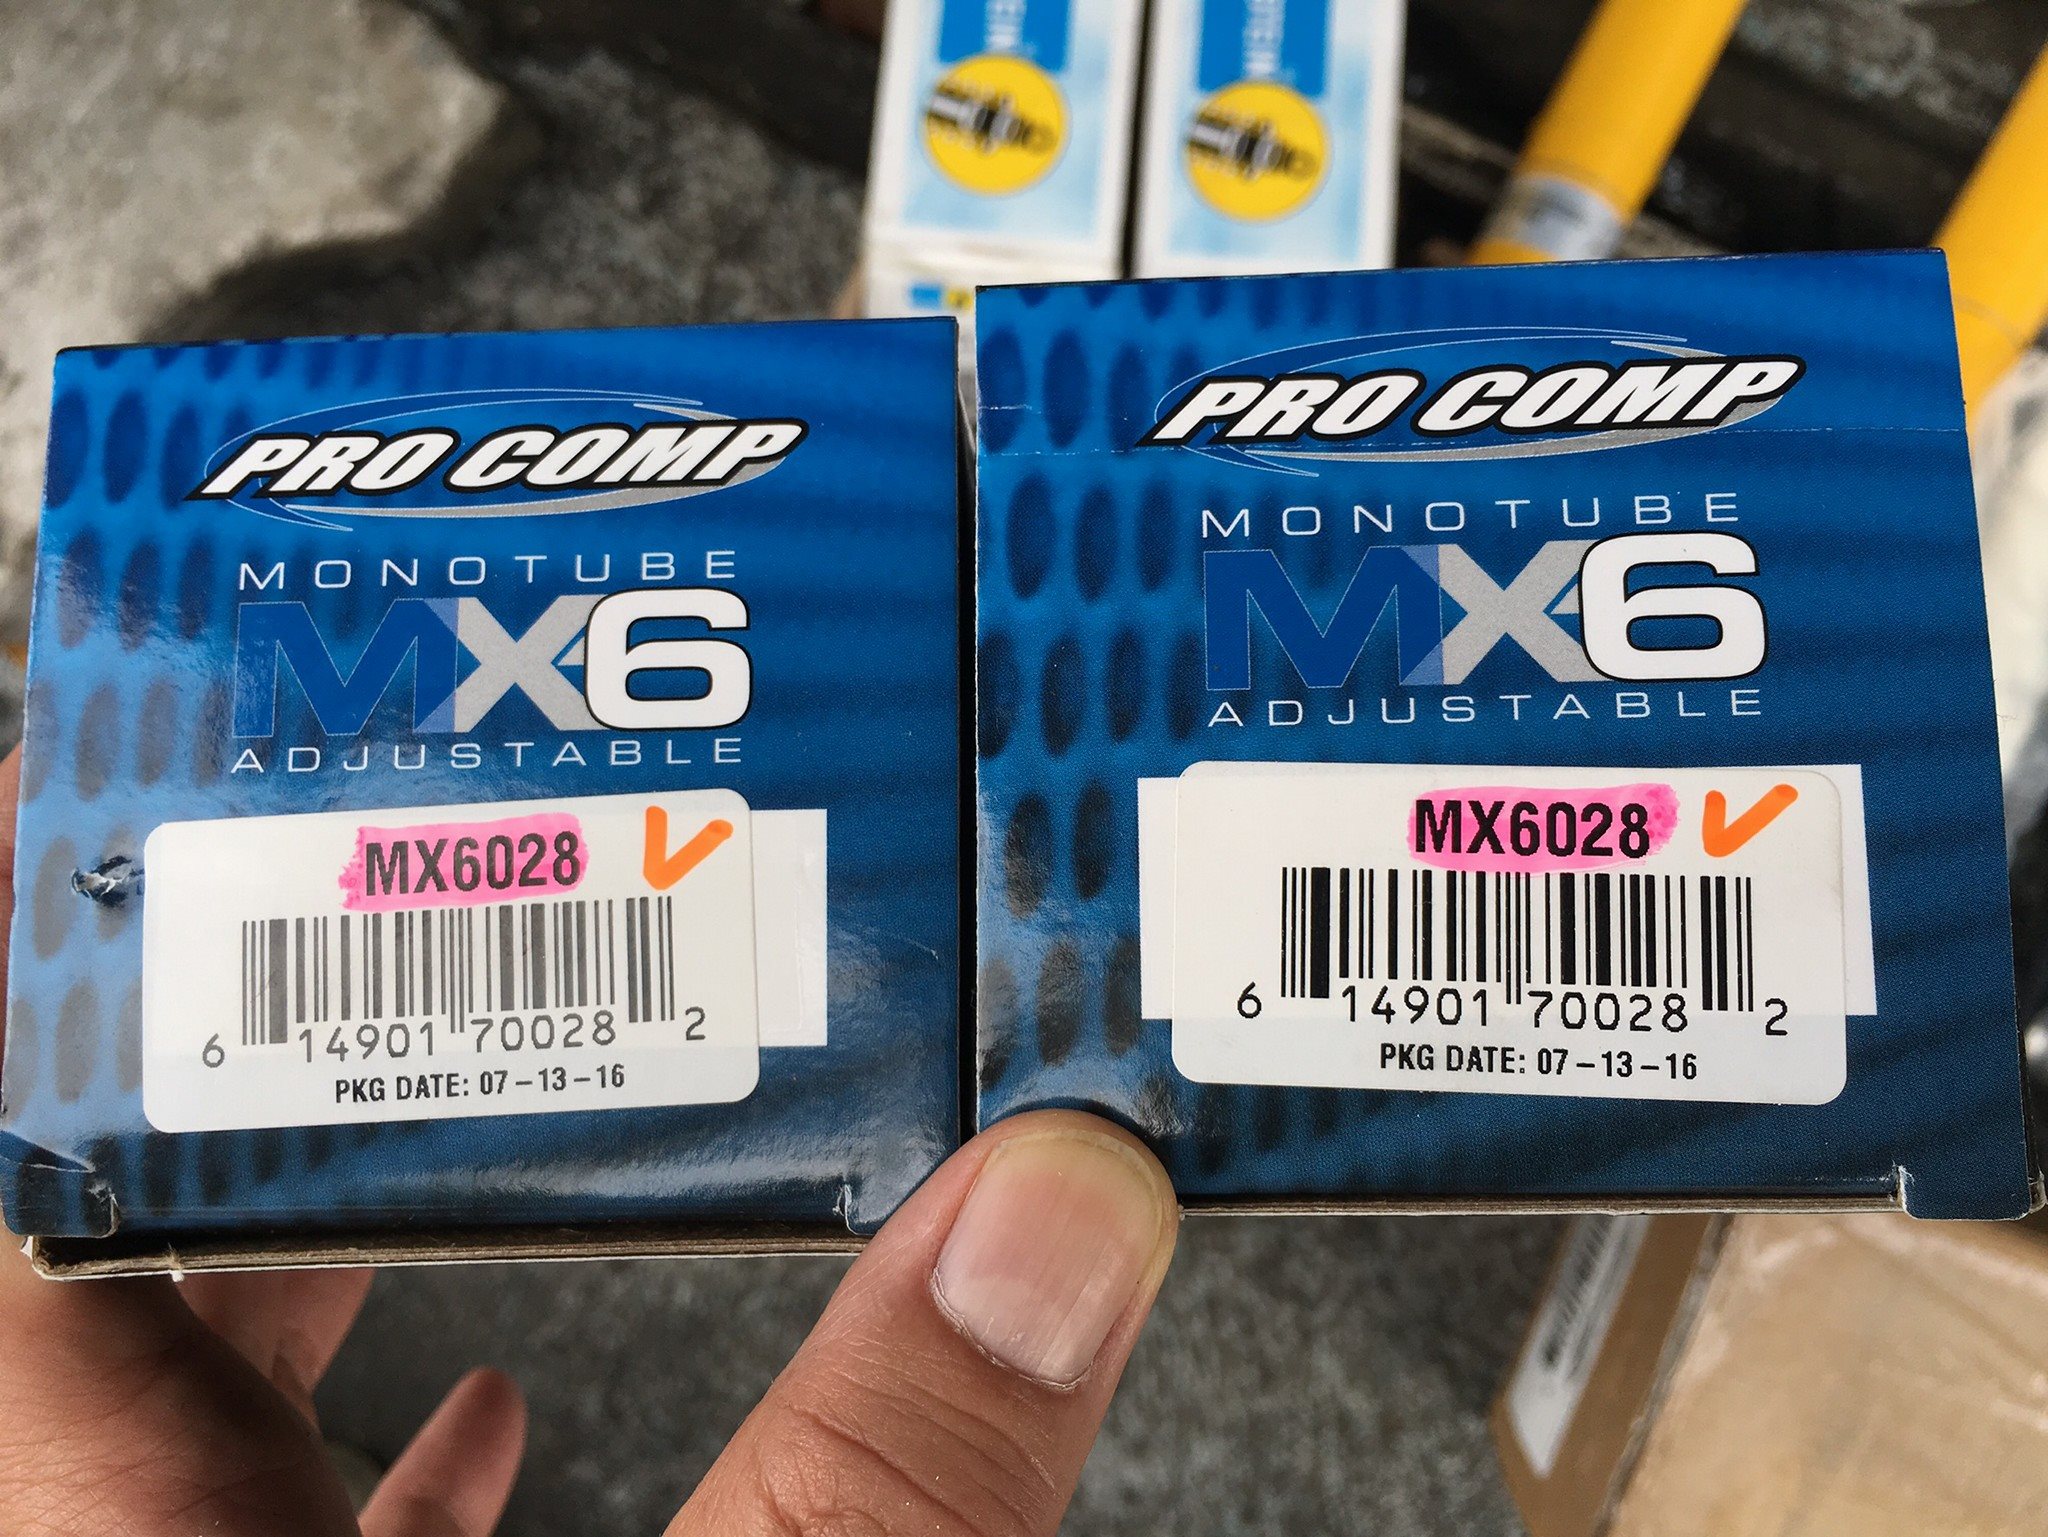 PRO COMP
MONOTUBE
MX6
ADJUSTABLE
MX6028
6 14901 70028 2
PKG DATE: 07-13-16
PRO COMP
MONOTUBE
MX6
ADJUSTABLE
MX6028
6 14901 70028 2
PKG DATE: 07-13-16